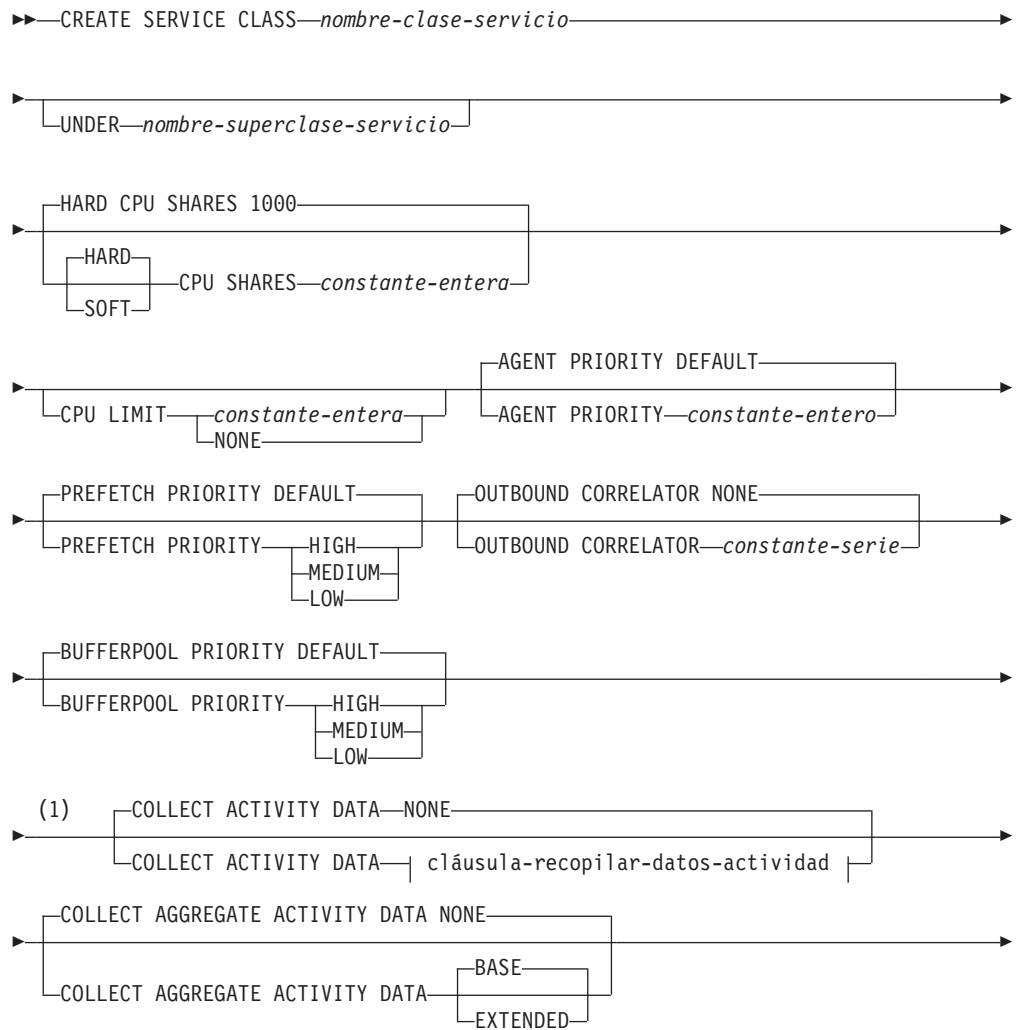 CREATE SERVICE CLASS nombre-clase-servicio
UNDER nombre-superclase-servicio
HARD CPU SHARES 1000
HARD
CPU SHARES constante-entera
SOFT
AGENT PRIORITY DEFAULT
CPU LIMIT constante-entera AGENT PRIORITY constante-entero
NONE
PREFETCH PRIORITY DEFAULT OUTBOUND CORRELATOR NONE
PREFETCH PRIORITY HIGH OUTBOUND CORRELATOR constante-serie
MEDIUM
LOW
BUFFERPOOL PRIORITY DEFAULT
BUFFERPOOL PRIORITY HIGH
MEDIUM
LOW
(1) COLLECT ACTIVITY DATA NONE
COLLECT ACTIVITY DATA cláusula-recopilar-datos-actividad
COLLECT AGGREGATE ACTIVITY DATA NONE
BASE
COLLECT AGGREGATE ACTIVITY DATA
EXTENDED